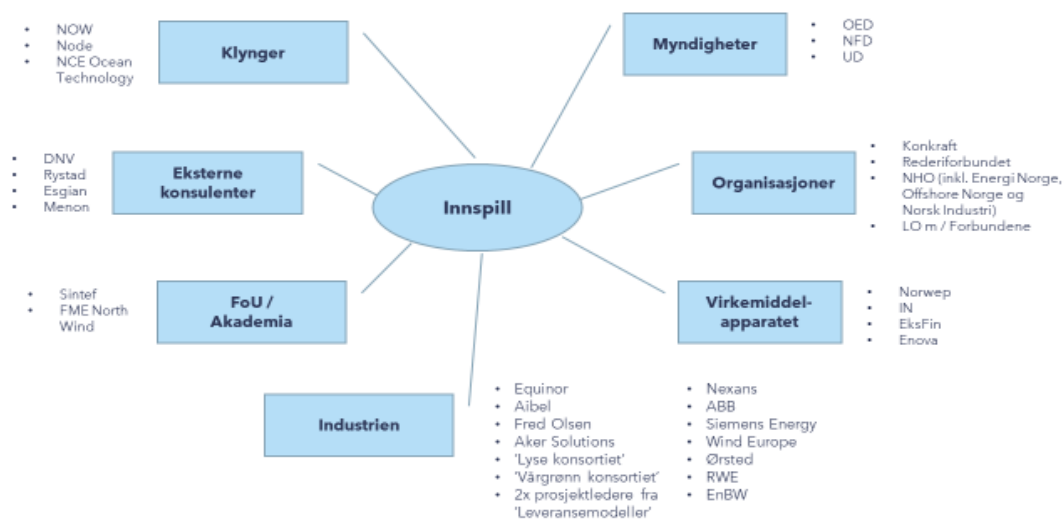 • NOW
• Node
• NCE Ocean
Technology
Klynger
Myndigheter
• OED
• NFD
• UD
• DNV
• Rystad
• Esgian
• Menon
Eksterne
konsulenter
Innspill
Organisasjoner
• Konkraft
• Rederiforbundet
• NHO (inkl. Energi Norge,
Offshore Norge og
Norsk Industri)
• LO m / Forbundene
• Sintef
• FME North
Wind
FoU /
Akademia
Virkemiddel-
apparatet
• Norwep
• IN
• EksFin
• Enova
Industrien
• Equinor
• Aibel
• Fred Olsen
• Aker Solutions
• 'Lyse konsortiet'
• 'Vårgrønn konsortiet'
• 2x prosjektledere fra
'Leveransemodeller'
• Nexans
• ABB
• Siemens Energy
• Wind Europe
• Ørsted
• RWE
• EnBW